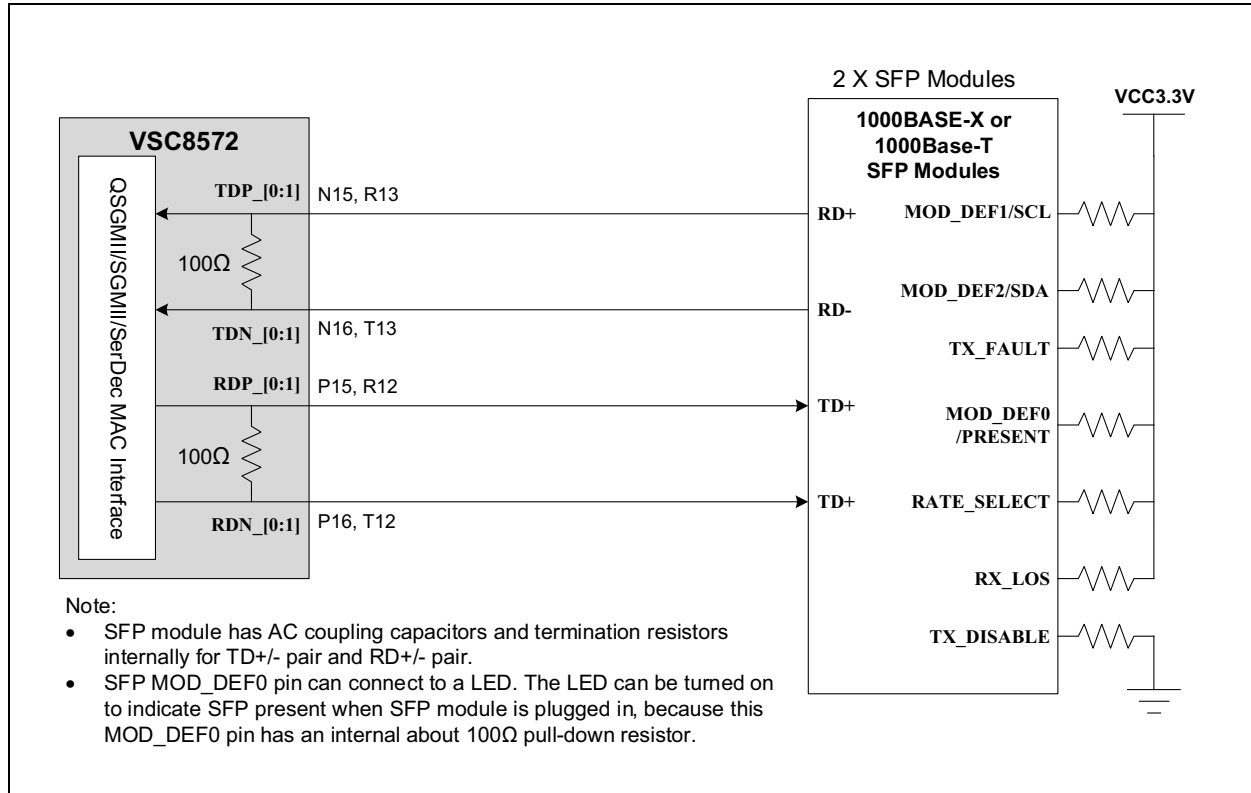 2 X SFP Modules
VCC3.3V
VSC8572
1000BASE-X or
1000Base-T
SFP Modules
QSGMII/SGMII/SerDec MAC Interface
TDP_[0:1]
N15, R13
RD+
MOD_DEF1/SCL
100Ω
TDN_[0:1]
N16, T13
RD-
MOD_DEF2/SDA
TX_FAULT
RDP_[0:1]
P15, R12
TD+
MOD_DEF0
/PRESENT
100Ω
RDN_[0:1]
P16, T12
TD+
RATE_SELECT
RX_LOS
TX_DISABLE
Note:
• SFP module has AC coupling capacitors and termination resistors
internally for TD+/- pair and RD+/- pair.
• SFP MOD_DEF0 pin can connect to a LED. The LED can be turned on
to indicate SFP present when SFP module is plugged in, because this
MOD_DEF0 pin has an internal about 100Ω pull-down resistor.